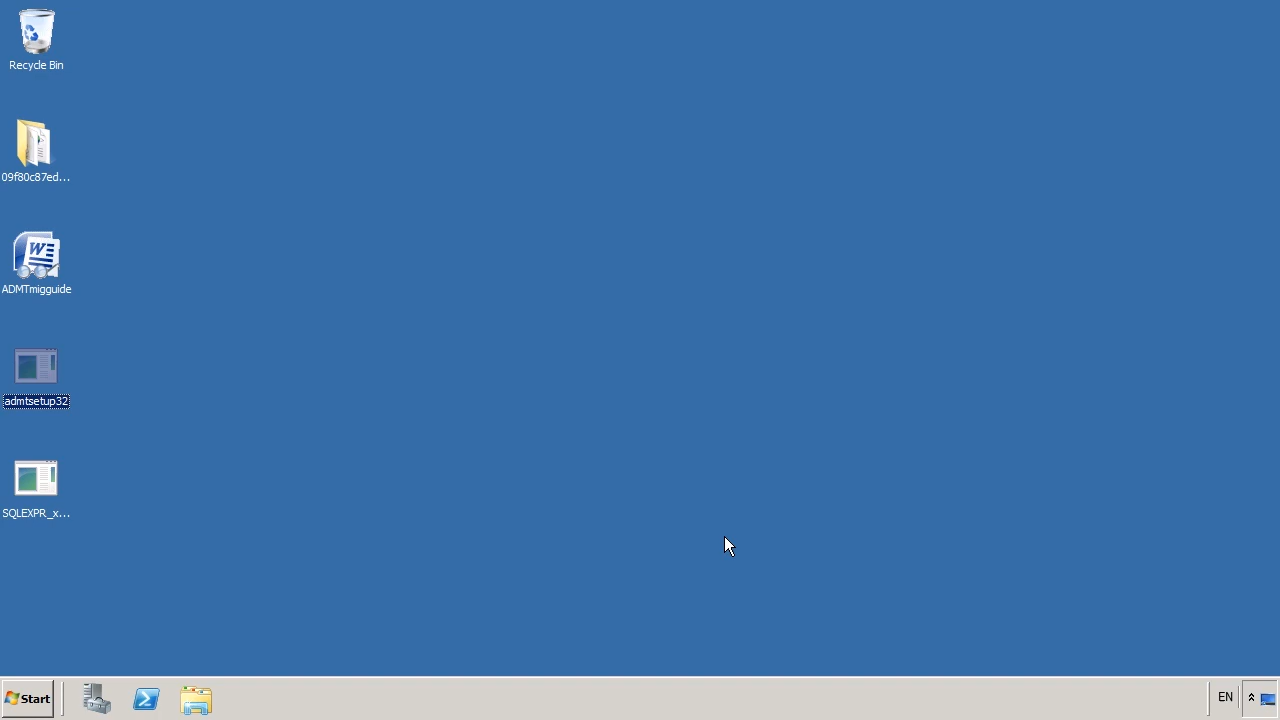 Recycle Bin
09f80c87ed...
ADMTmigguide
admtsetup32
SQLEXPR_x...
Start
EN